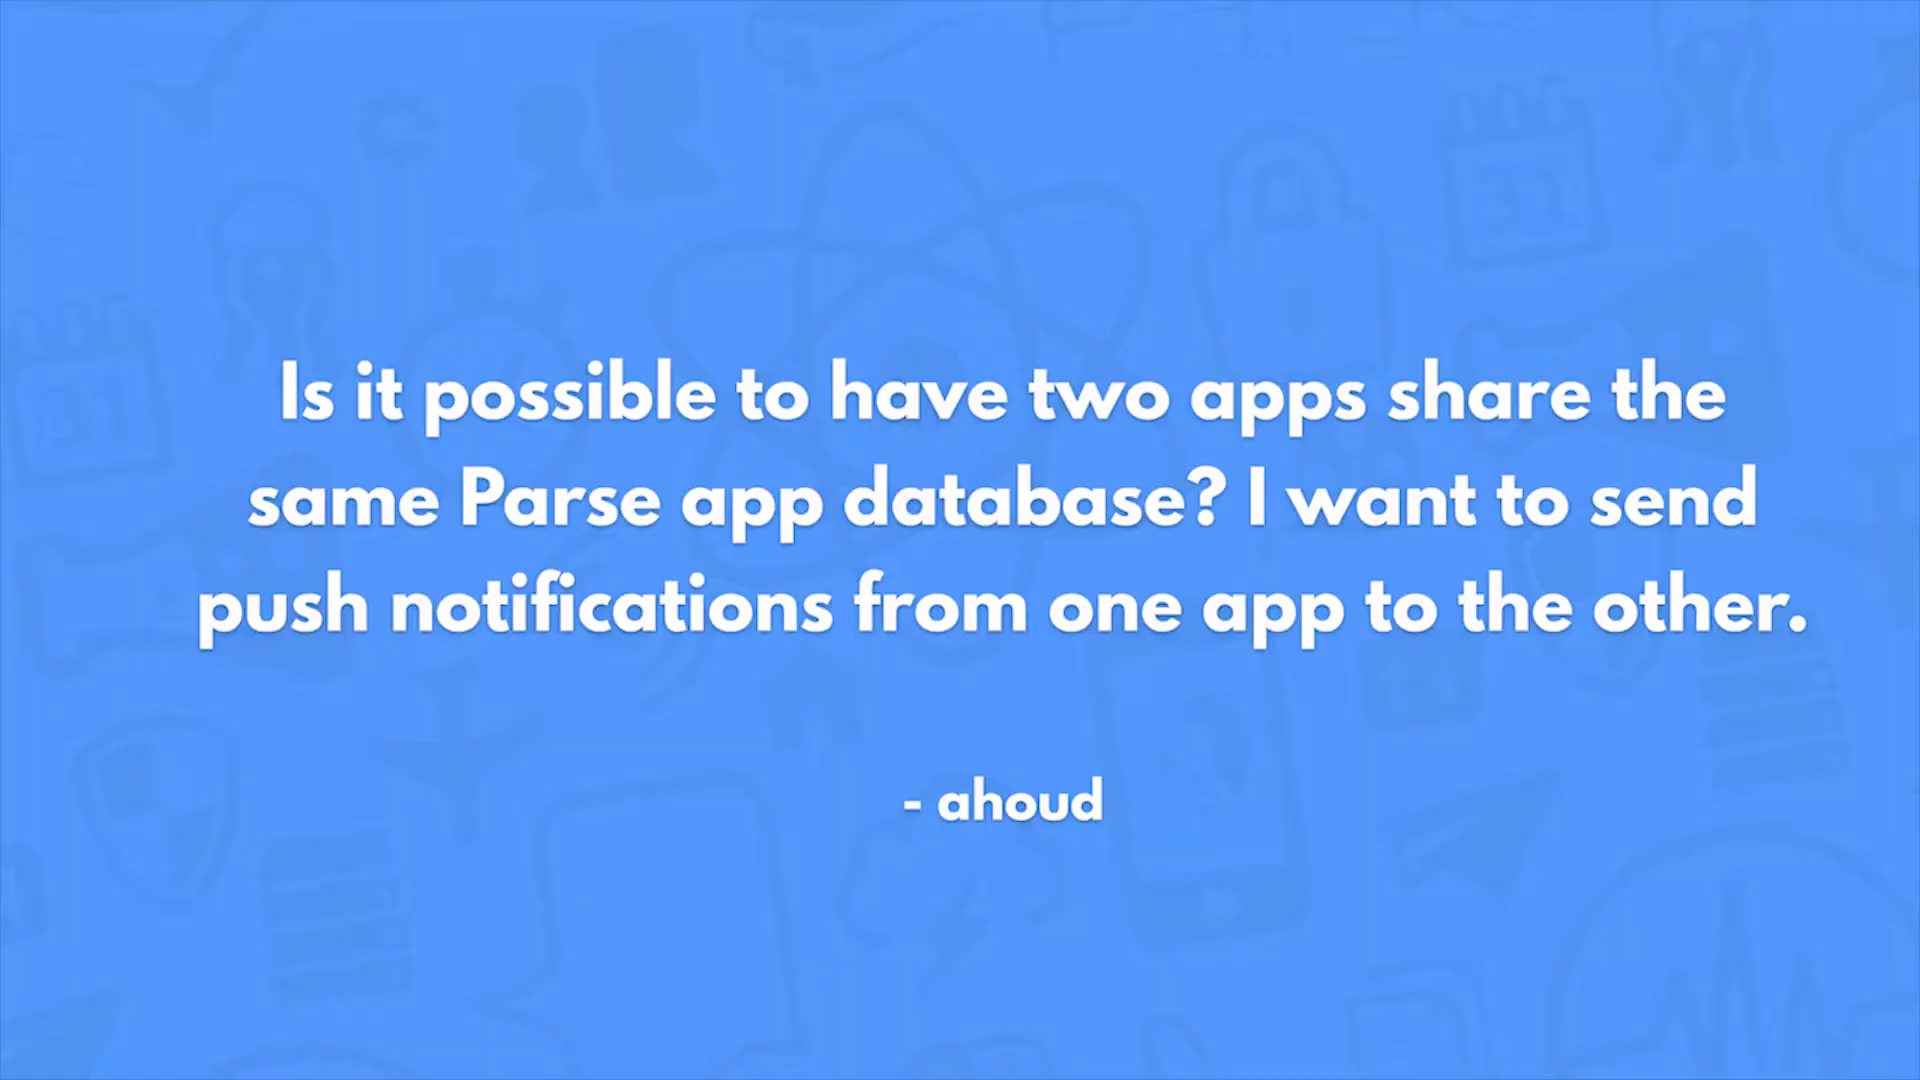 Is it possible to have two apps share the
same Parse app database? I want to send
push notifications from one app to the other.
- ahoud